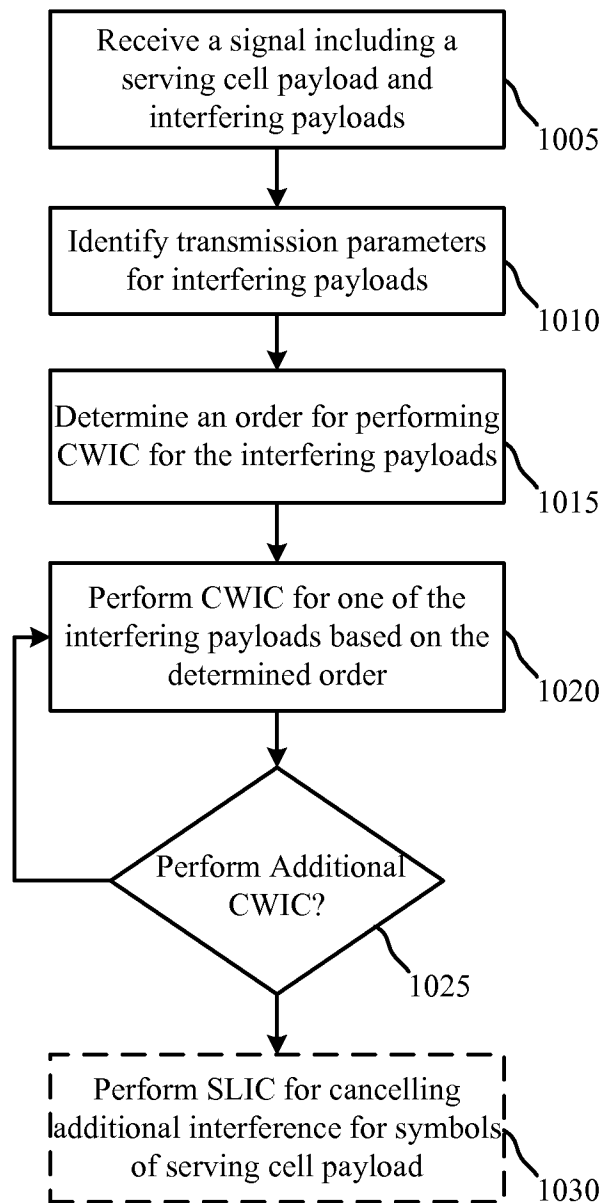 Receive a signal including a
serving cell payload and
interfering payloads
1005
Identify transmission parameters
for interfering payloads
1010
Determine an order for performing
CWIC for the interfering payloads
1015
Perform CWIC for one of the
interfering payloads based on the
determined order
1020
Perform Additional
CWIC?
1025
Perform SLIC for cancelling
additional interference for symbols
of serving cell payload
1030